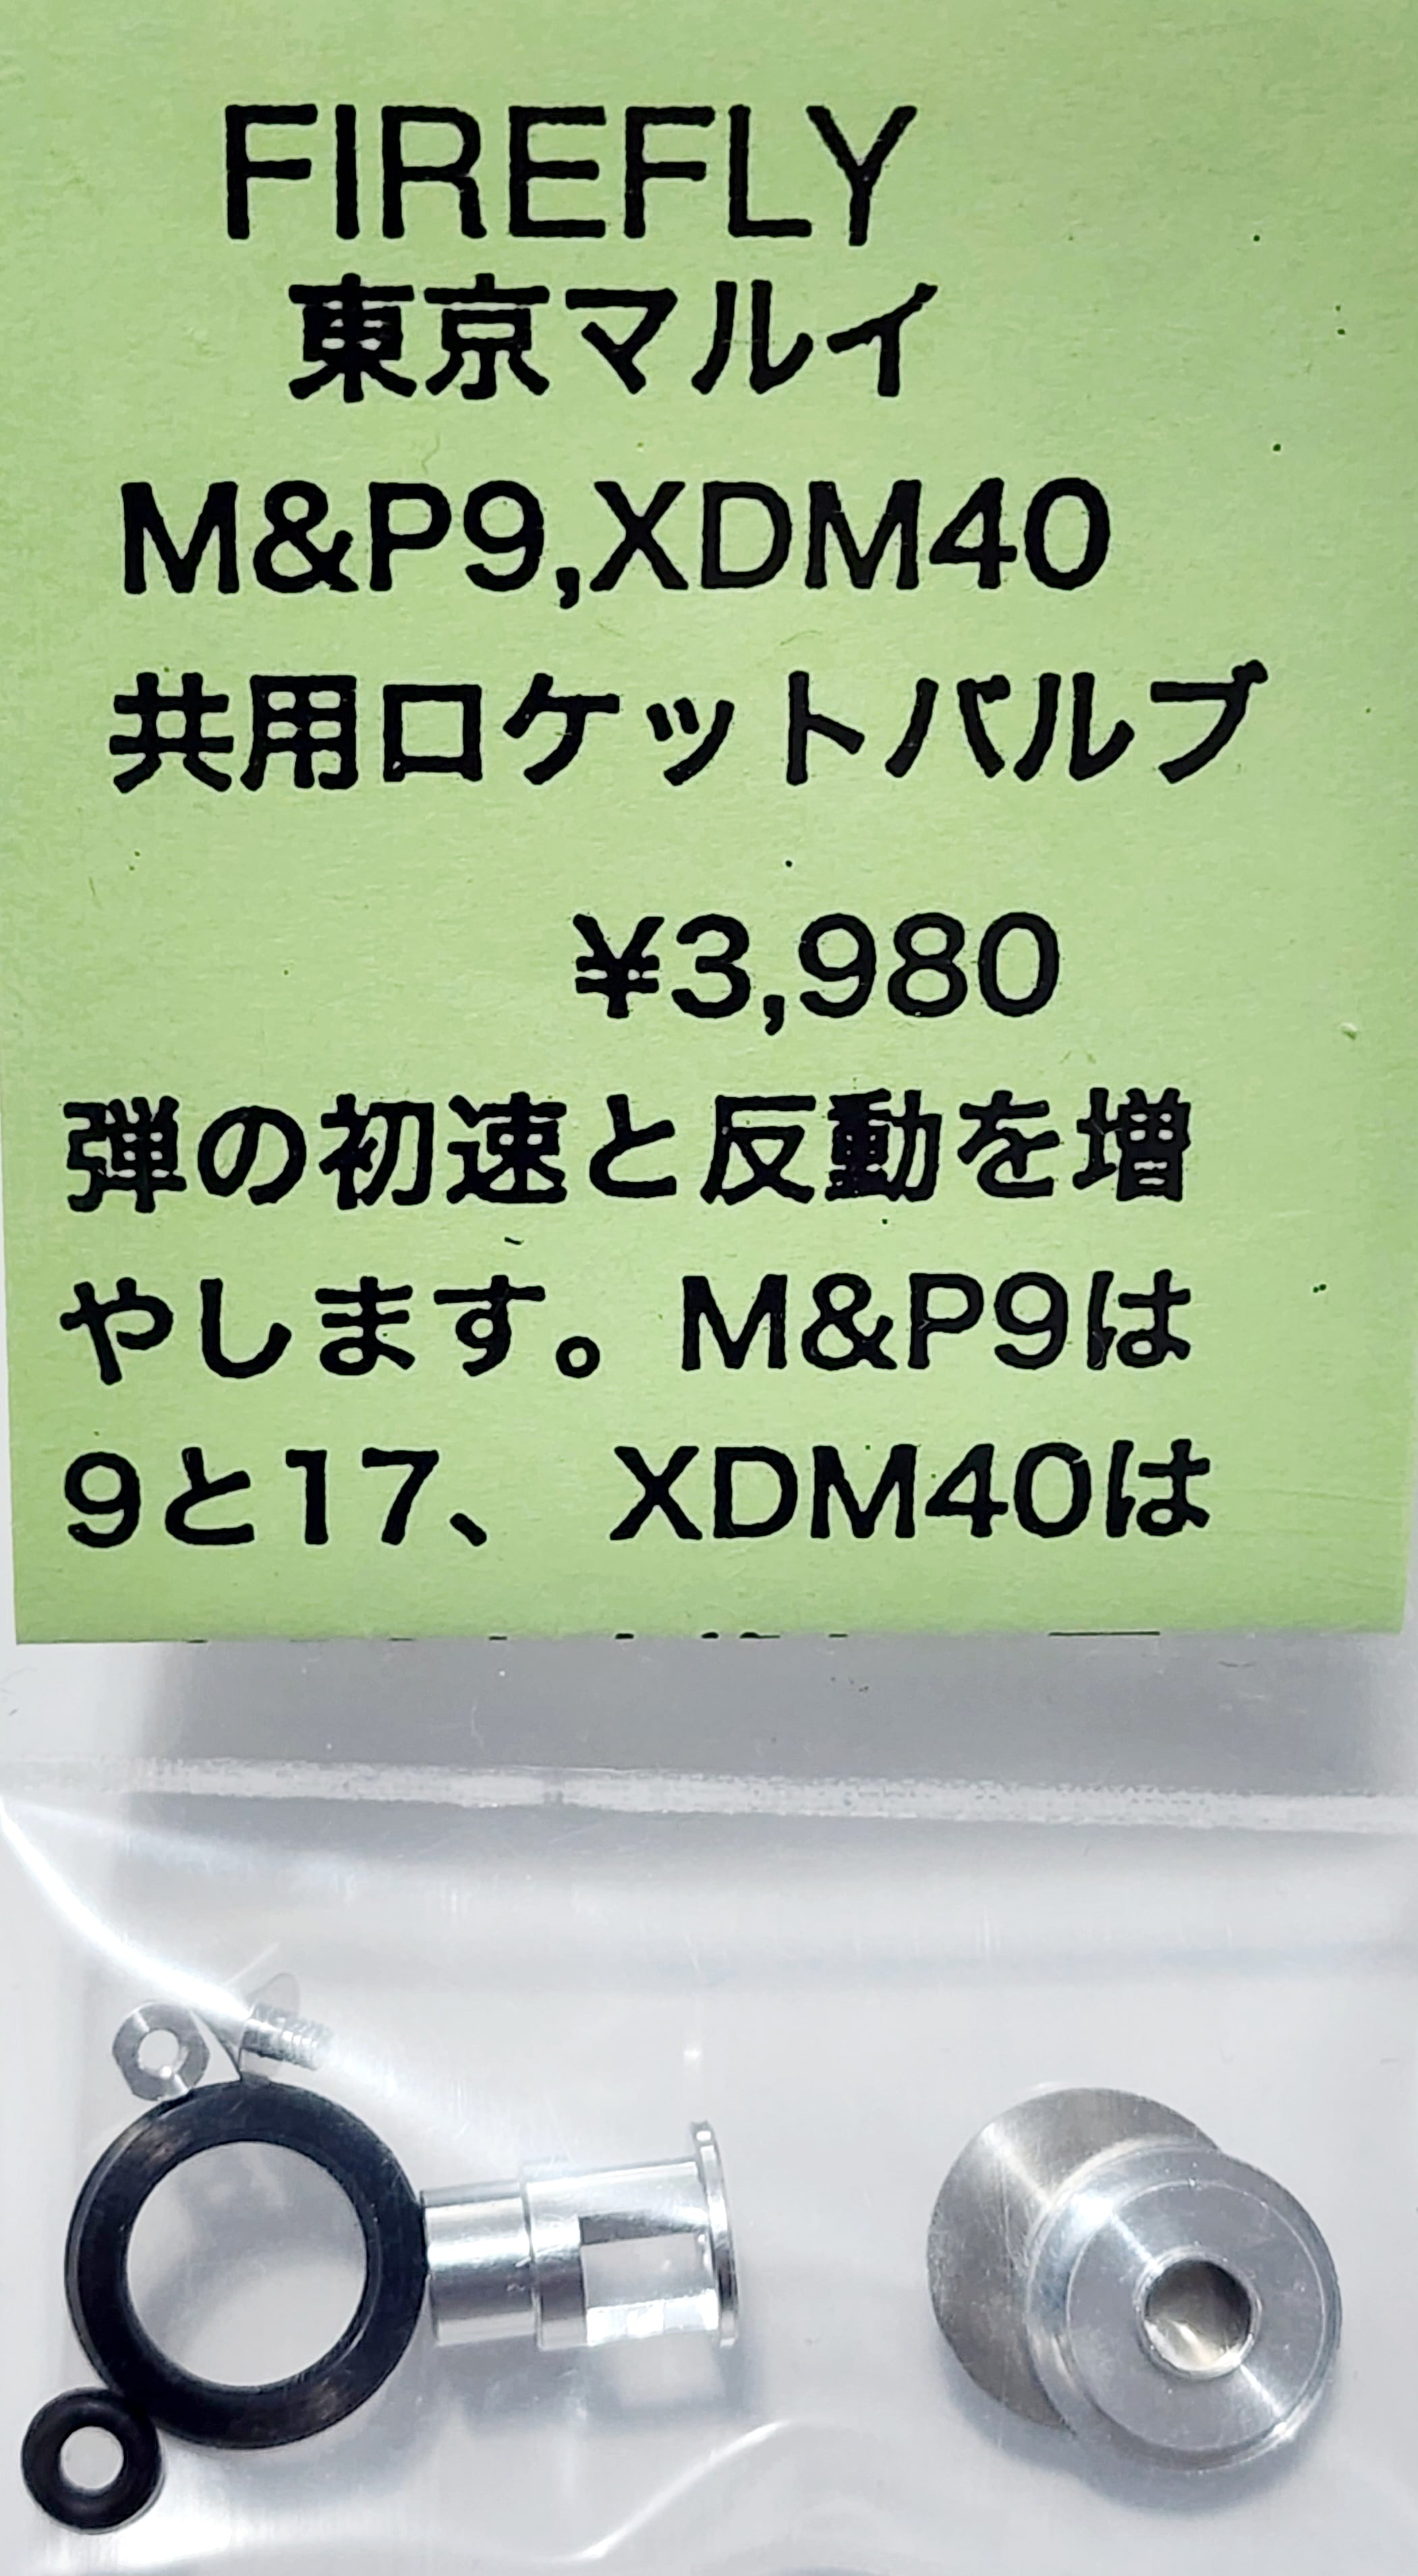 FIREFLY
東京マルイ
M&P9,XDM40
共用ロケットバルブ
¥3,980
弾の初速と反動を増
やします。M&P9は
9と17、 XDM40は